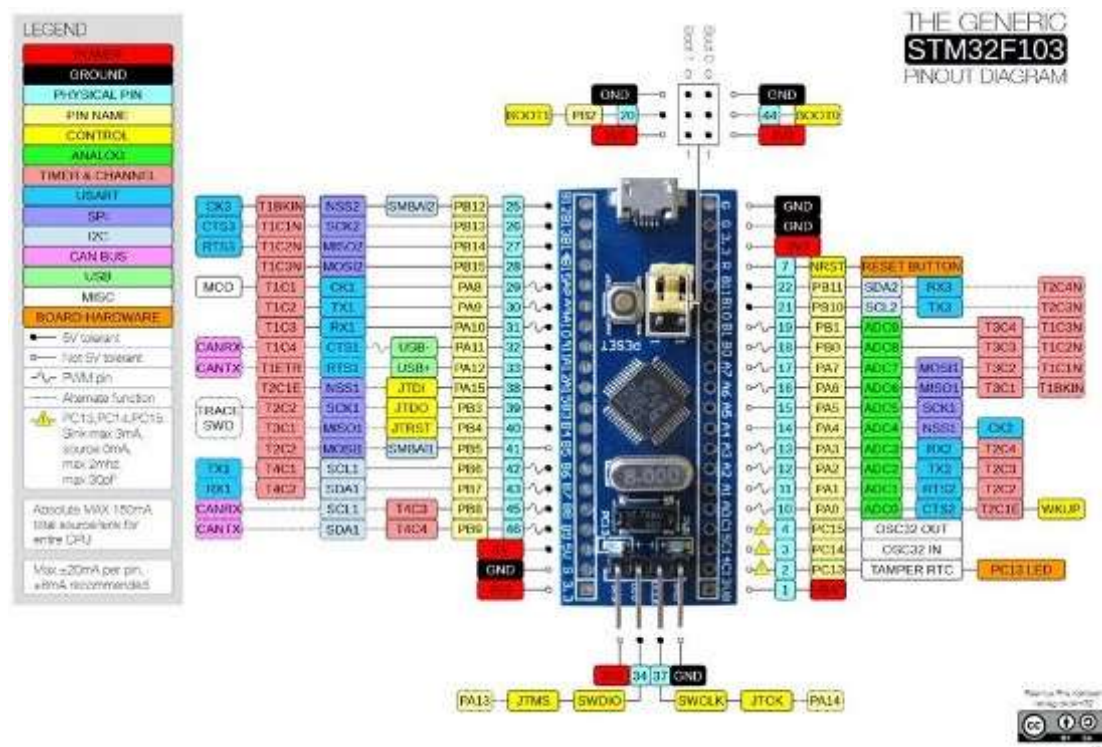 LEGEND
GROUND
PHYSICAL PIN
PIN NAME
CONTROL
ANALOG
TIMER & CHANNEL
USART
SPI
I2C
CAN BUS
USB
MISC
BOARD HARDWARE
5V tolerant
Not 5V tolerant
PWM pin
Alternate function
PC13,PC14,PC15
Sink max 3mA,
source 0mA,
max 2mhz
max 30pF
Absolute MAX 150mA
total source/sink for
entire CPU
Max ±20mA per pin,
±8mA recommended
THE GENERIC
STM32F103
PINOUT DIAGRAM
Boot 1 Boot 0
GND GND
BOOT1 PB2 20 44 BOOT0
1 1
CK3 T1BKIN NSS2 SMBAI2 PB12 25
CTS3 T1C1N SCK2 PB13 26
RTS3 T1C2N MISO2 PB14 27
T1C3N MOSI2 PB15 28
MCO T1C1 CK1 PA8 29
T1C2 TX1 PA9 30
T1C3 RX1 PA10 31
CANRX T1C4 CTS1 USB- PA11 32
CANTX T1ETR RTS1 USB+ PA12 33
T2C1E NSS1 JTDI PA15 38
TRACE SWO T2C2 SCK1 JTDO PB3 39
T3C1 MISO1 JTRST PB4 40
T2C2 MOSI1 SMBAI1 PB5 41
TX1 T4C1 SCL1 PB6 42
RX1 T4C2 SDA1 PB7 43
CANRX SCL1 T4C3 PB8 45
CANTX SDA1 T4C4 PB9 46
GND
GND
GND
7 NRST RESET BUTTON
22 PB11 SDA2 RX3 T2C4N
21 PB10 SCL2 TX3 T2C3N
19 PB1 ADC9 T3C4 T1C3N
18 PB0 ADC8 T3C3 T1C2N
17 PA7 ADC7 MOSI1 T3C2 T1C1N
16 PA6 ADC6 MISO1 T3C1 T1BKIN
15 PA5 ADC5 SCK1
14 PA4 ADC4 NSS1 CK2
13 PA3 ADC3 RX2 T2C4
12 PA2 ADC2 TX2 T2C3
11 PA1 ADC1 RTS2 T2C2
10 PA0 ADC0 CTS2 T2C1E WKUP
4 PC15 OSC32 OUT
3 PC14 OSC32 IN
2 PC13 TAMPER RTC PC13 LED
1
RESET
8.000
34 37 GND
PA13 JTMS SWDIO SWCLK JTCK PA14
cc